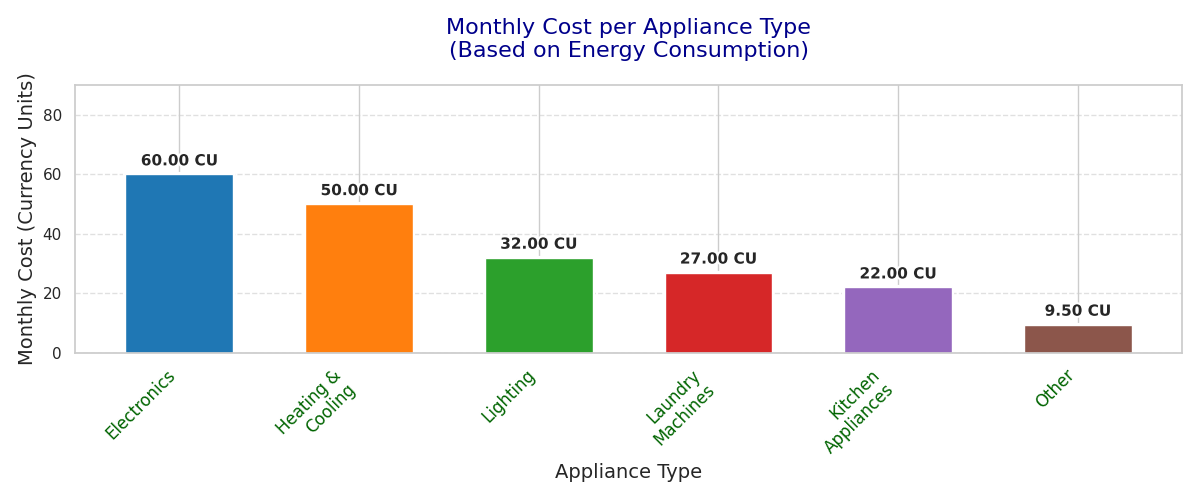 Monthly Cost per Appliance Type
(Based on Energy Consumption)
Monthly Cost (Currency Units)
80
60
40
20
0
60.00 CU
50.00 CU
32.00 CU
27.00 CU
22.00 CU
9.50 CU
Electronics
Heating &
Cooling
Lighting
Laundry
Machines
Kitchen
Appliances
Other
Appliance Type